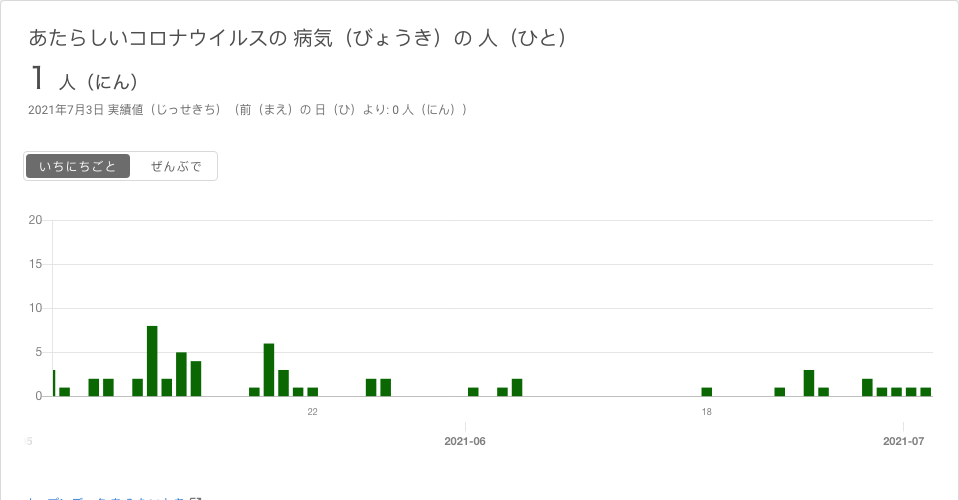 あたらしいコロナウイルスの 病気（びょうき）の 人（ひと）
1 人（にん）
2021年7月3日 実績値（じっせきち）（前（まえ）の 日（ひ）より: 0 人（にん））
いちにちごと ぜんぶで
20
15
10
5
0
22 18
2021-06 2021-07